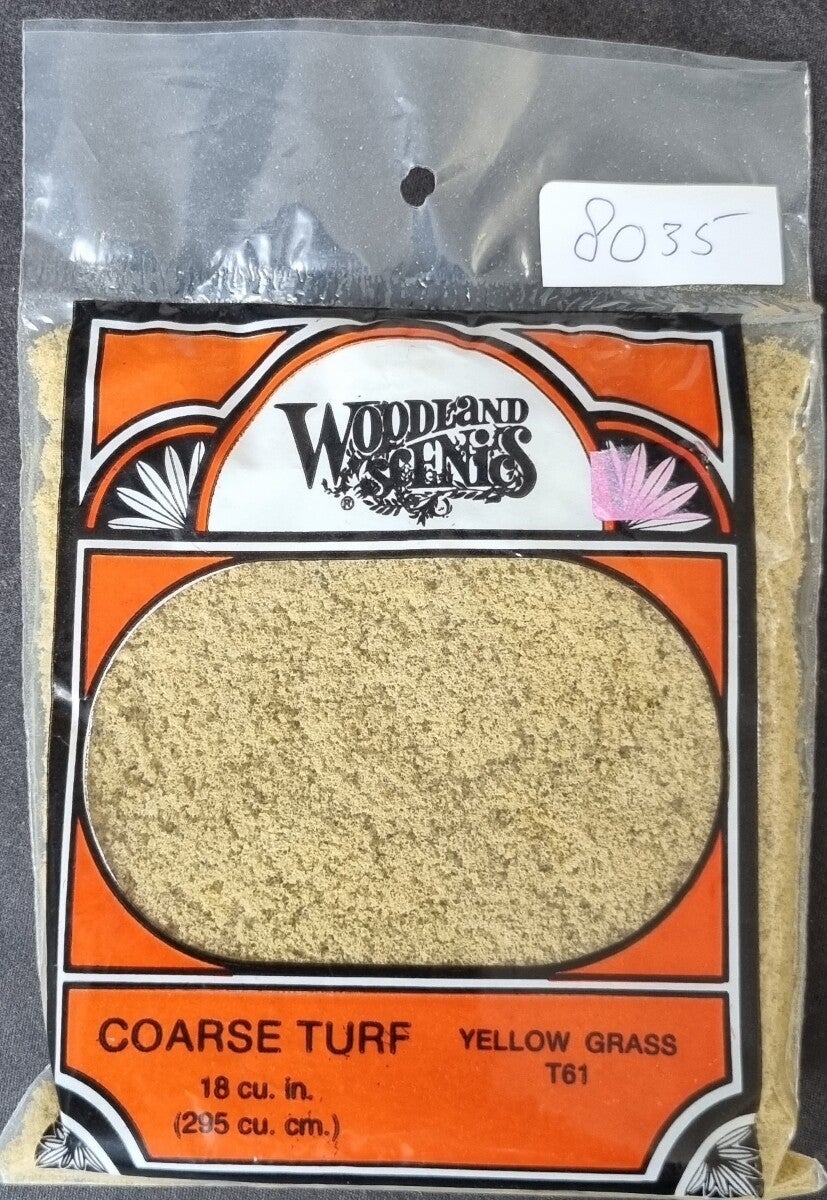 8035
WOODLAND
SCENICS
®
COARSE TURF
18 cu. in.
(295 cu. cm.)
YELLOW GRASS
T61